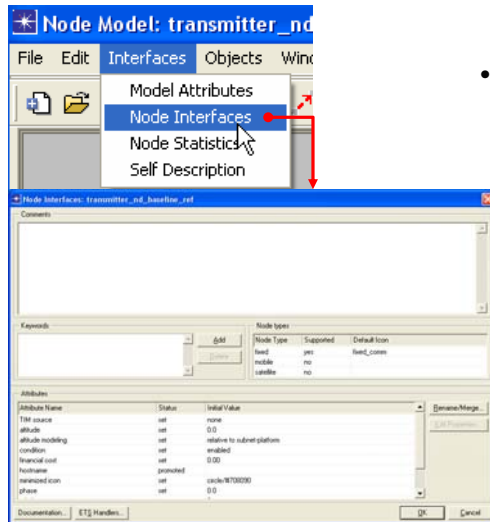 Node Model: transmitter_nd
File Edit Interfaces Objects Wind
Model Attributes
Node Interfaces
Node Statistics
Self Description
•
Node Interfaces: transmitter_nd_baseline_ref
Comments
Keywords
Add
Delete
Node types
Node Type Supported Default Icon
fixed yes fixed_comm
mobile no
satellite no
Attributes
Attribute Name Status Initial Value
TIM source set none
altitude set 0.0
altitude modeling set relative to subnet-platform
condition set enabled
financial cost set 0.00
hostname promoted
minimized icon set circle/#708090
phase set 0.0
Rename/Merge...
Edit Properties...
Documentation... ETS Handlers...
OK Cancel